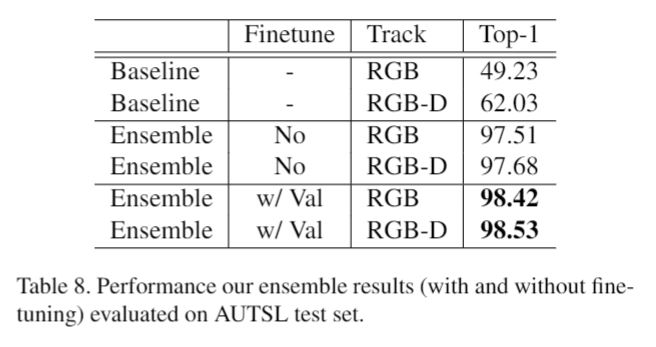 Finetune Track Top-1
Baseline - RGB 49.23
Baseline - RGB-D 62.03
Ensemble No RGB 97.51
Ensemble No RGB-D 97.68
Ensemble w/ Val RGB 98.42
Ensemble w/ Val RGB-D 98.53
Table 8. Performance our ensemble results (with and without fine-
tuning) evaluated on AUTSL test set.